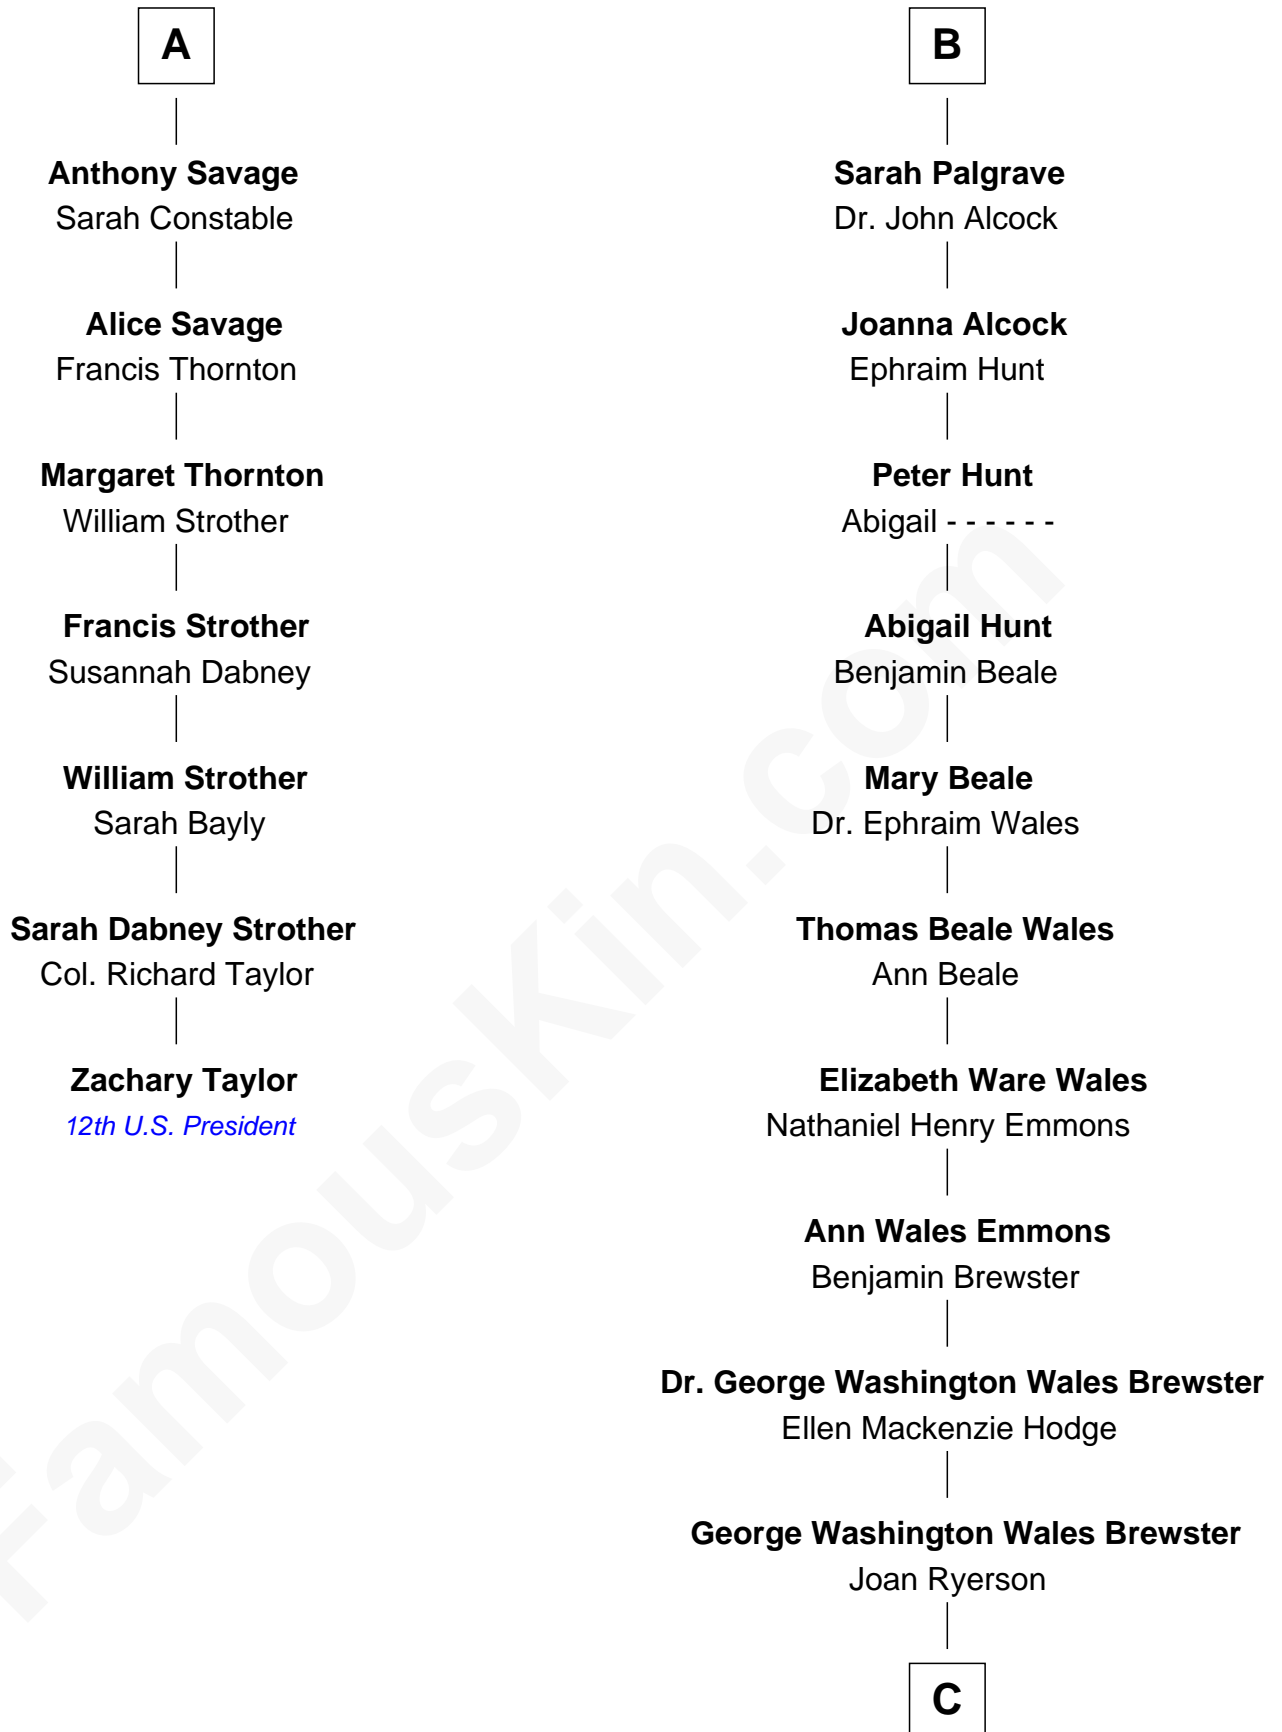 A
Anthony Savage
Sarah Constable
Alice Savage
Francis Thornton
Margaret Thornton
William Strother
Francis Strother
Susannah Dabney
William Strother
Sarah Bayly
Sarah Dabney Strother
Col. Richard Taylor
Zachary Taylor
12th U.S. President
B
Sarah Palgrave
Dr. John Alcock
Joanna Alcock
Ephraim Hunt
Peter Hunt
Abigail - - - - - -
Abigail Hunt
Benjamin Beale
Mary Beale
Dr. Ephraim Wales
Thomas Beale Wales
Ann Beale
Elizabeth Ware Wales
Nathaniel Henry Emmons
Ann Wales Emmons
Benjamin Brewster
Dr. George Washington Wales Brewster
Ellen Mackenzie Hodge
George Washington Wales Brewster
Joan Ryerson
C
FamousKin.com